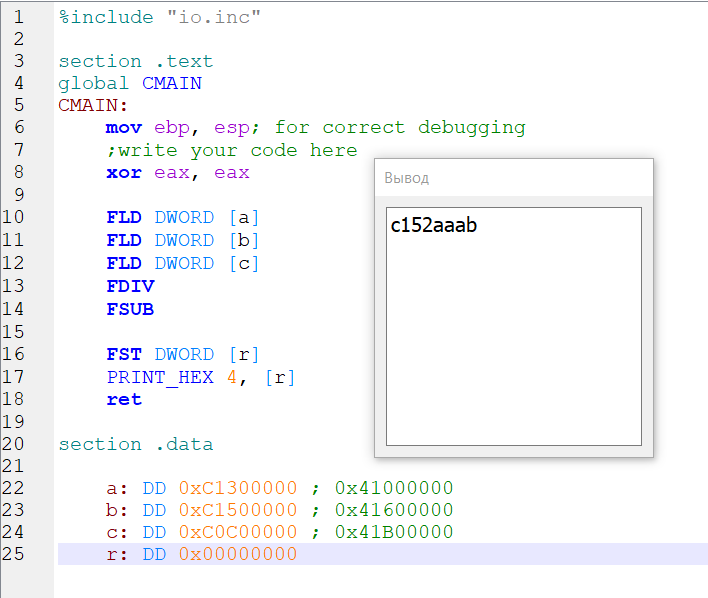 1 %include "io.inc"
2
3 section .text
4 global CMAIN
5 CMAIN:
6 mov ebp, esp; for correct debugging
7 ;write your code here
8 xor eax, eax
9
10 FLD DWORD [a]
11 FLD DWORD [b]
12 FLD DWORD [c]
13 FDIV
14 FSUB
15
16 FST DWORD [r]
17 PRINT_HEX 4, [r]
18 ret
19
20 section .data
21
22 a: DD 0xC1300000 ; 0x41000000
23 b: DD 0xC1500000 ; 0x41600000
24 c: DD 0xC0C00000 ; 0x41B00000
25 r: DD 0x00000000
Вывод
c152aaab